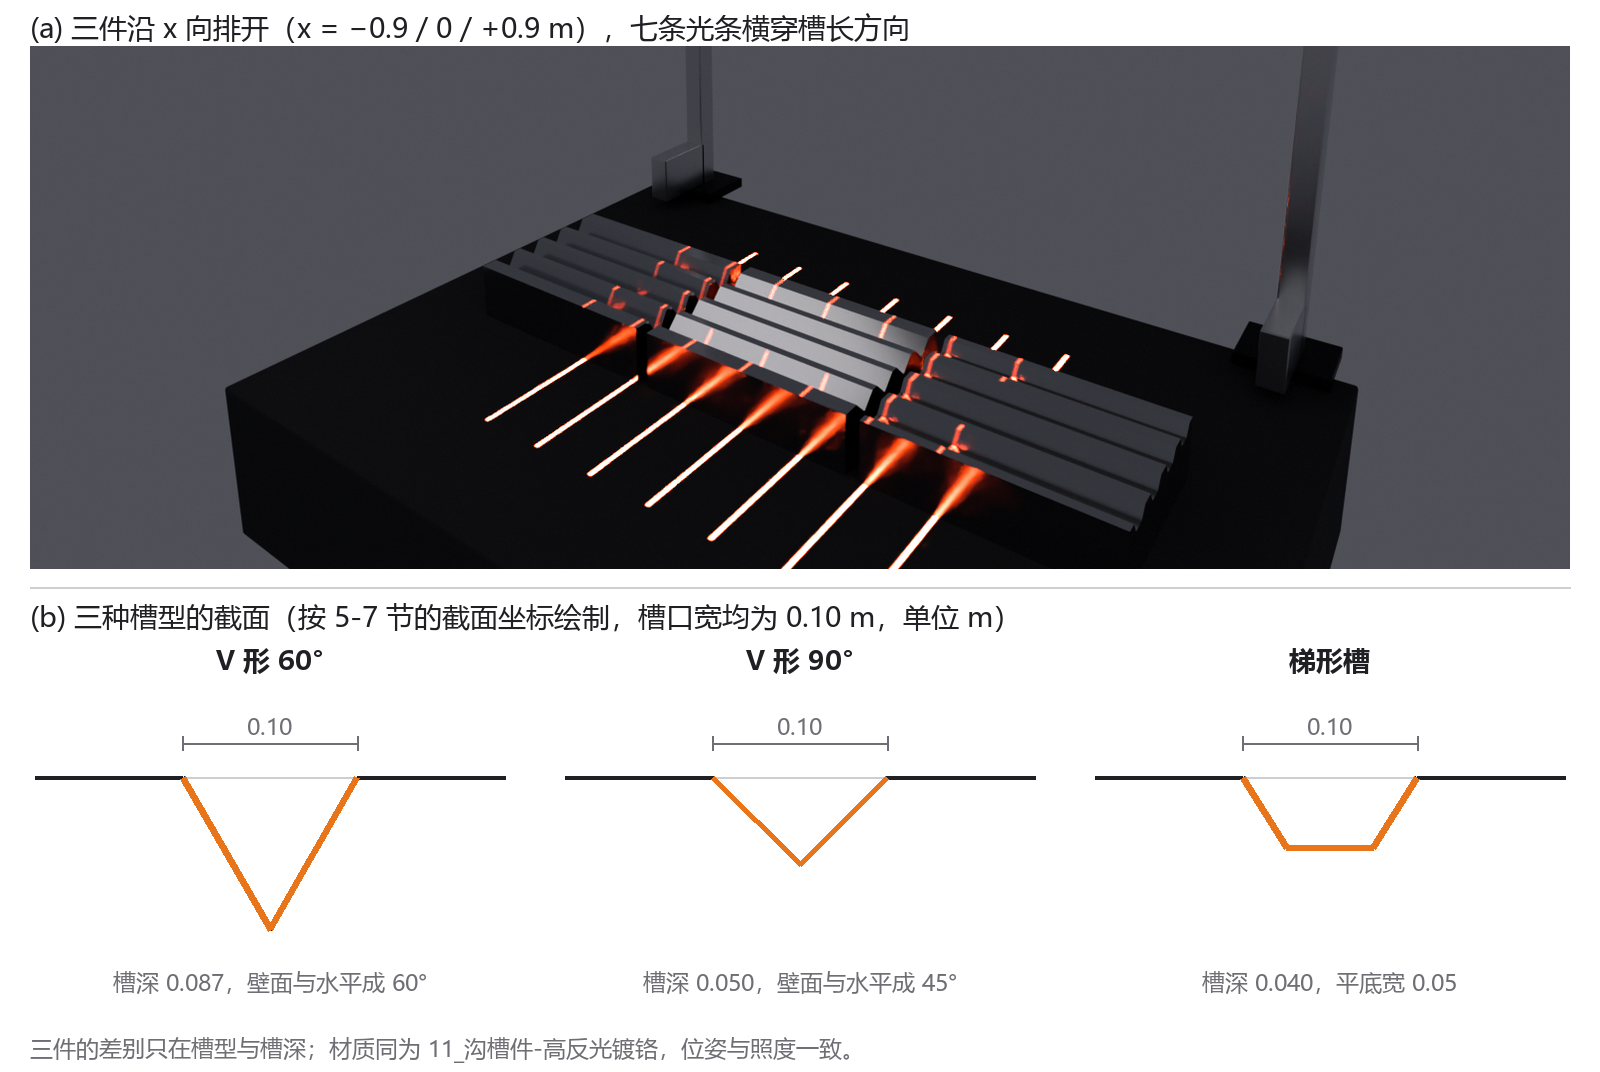 (a) 三件沿 x 向排开（x = −0.9 / 0 / +0.9 m），七条光条横穿槽长方向
(b) 三种槽型的截面（按 5-7 节的截面坐标绘制，槽口宽均为 0.10 m，单位 m）
V 形 60°
V 形 90°
梯形槽
0.10
0.10
0.10
槽深 0.087，壁面与水平成 60°
槽深 0.050，壁面与水平成 45°
槽深 0.040，平底宽 0.05
三件的差别只在槽型与槽深；材质同为 11_沟槽件-高反光镀铬，位姿与照度一致。